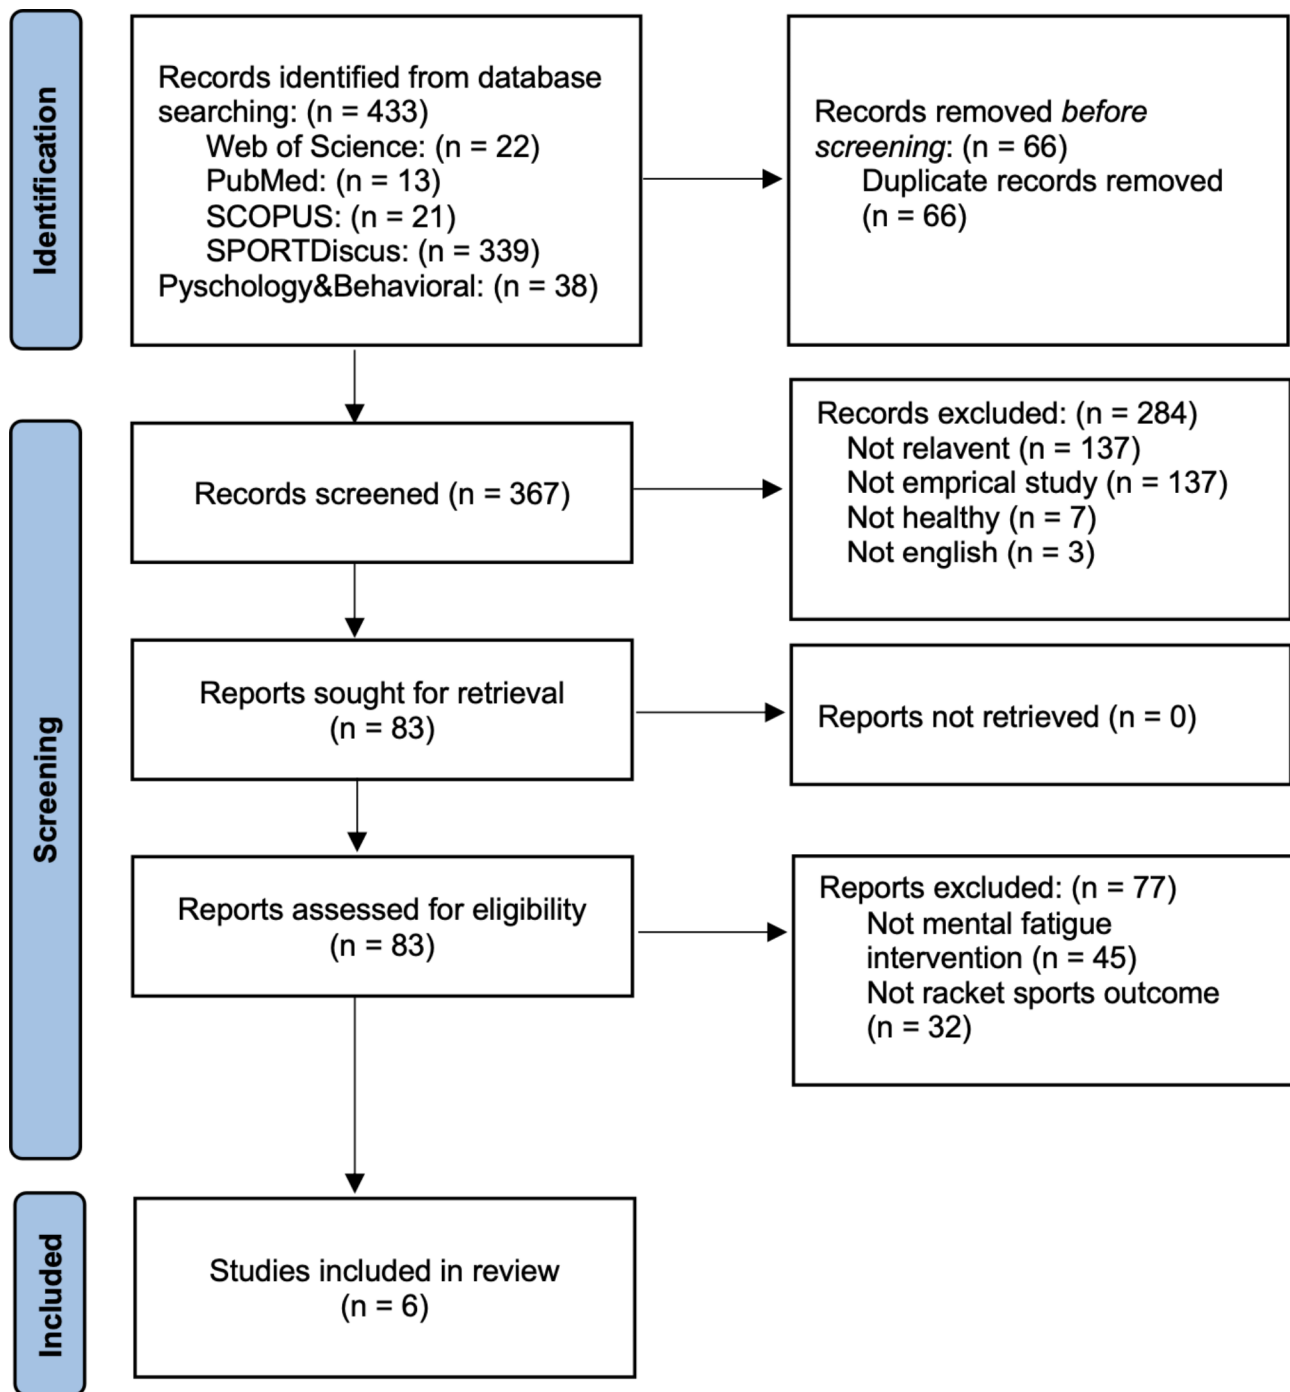 Identification
Records identified from database
searching: (n = 433)
Web of Science: (n = 22)
PubMed: (n = 13)
SCOPUS: (n = 21)
SPORTDiscus: (n = 339)
Pyschology&Behavioral: (n = 38)
Records removed before
screening: (n = 66)
Duplicate records removed
(n = 66)
Screening
Records screened (n = 367)
Records excluded: (n = 284)
Not relavent (n = 137)
Not emprical study (n = 137)
Not healthy (n = 7)
Not english (n = 3)
Reports sought for retrieval
(n = 83)
Reports not retrieved (n = 0)
Reports assessed for eligibility
(n = 83)
Reports excluded: (n = 77)
Not mental fatigue
intervention (n = 45)
Not racket sports outcome
(n = 32)
Included
Studies included in review
(n = 6)